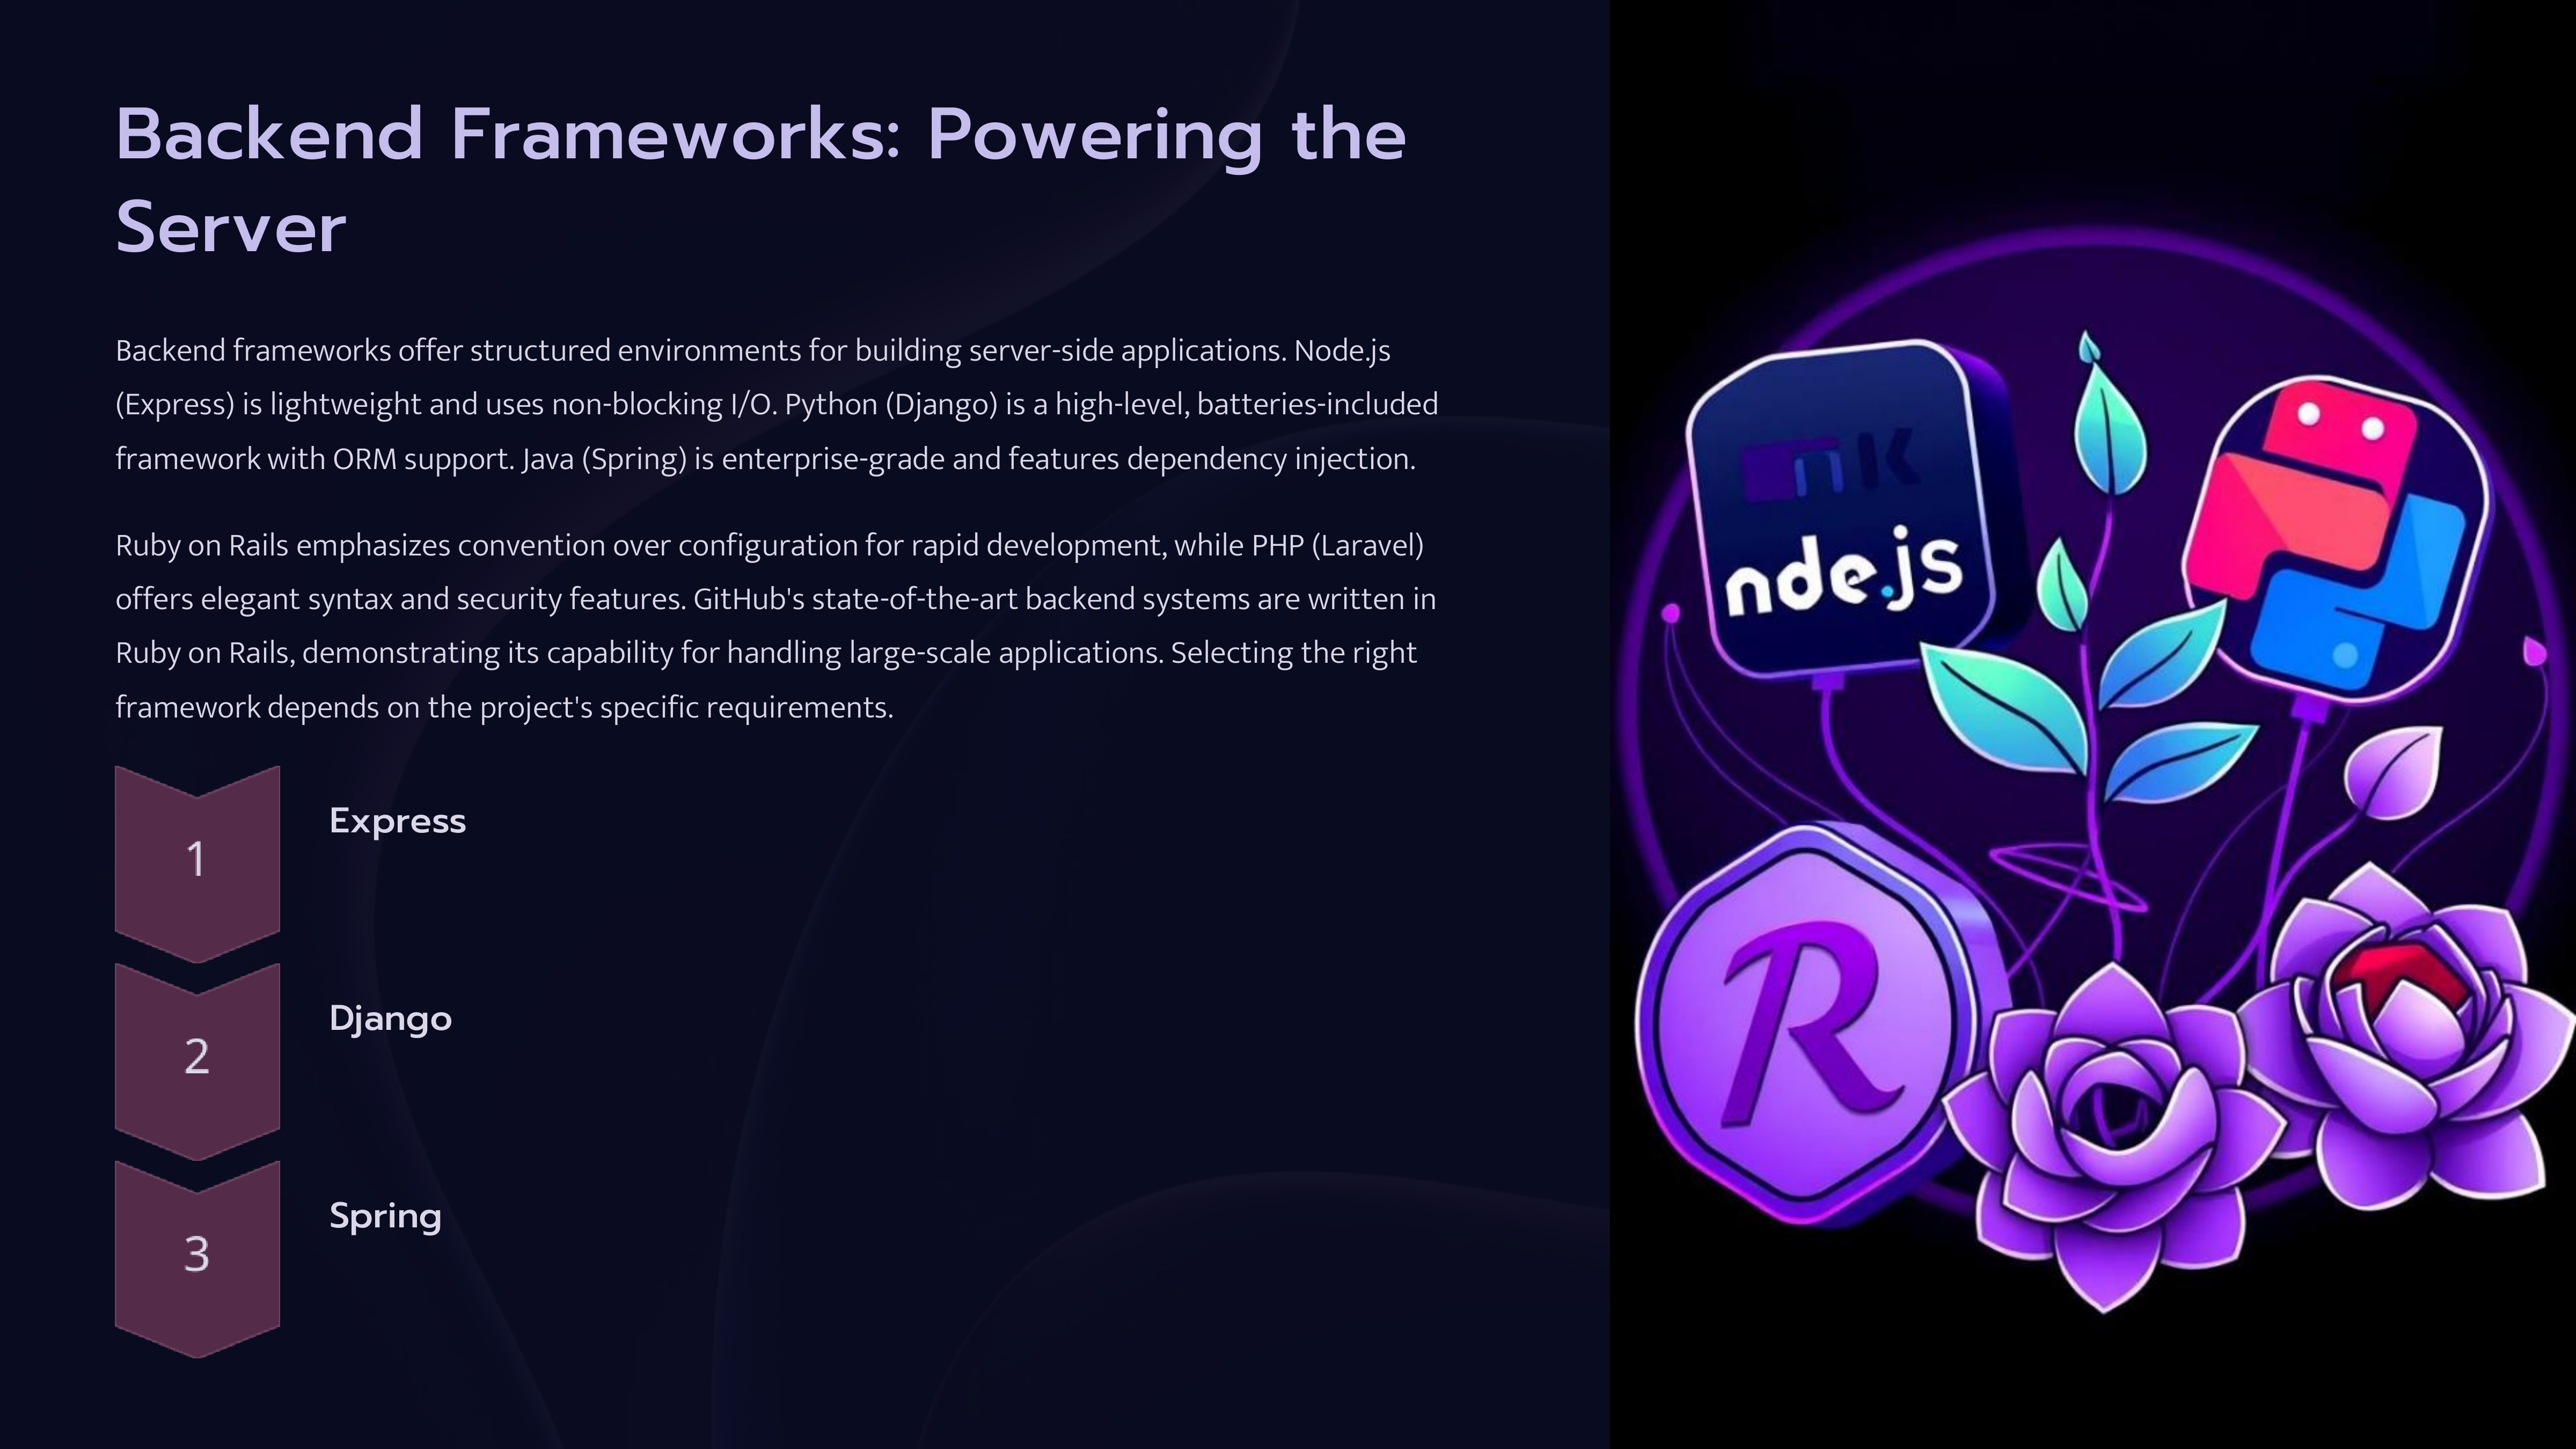 Backend Frameworks: Powering the
Server
Backend frameworks offer structured environments for building server-side applications. Node.js
(Express) is lightweight and uses non-blocking I/O. Python (Django) is a high-level, batteries-included
framework with ORM support. Java (Spring) is enterprise-grade and features dependency injection.
Ruby on Rails emphasizes convention over configuration for rapid development, while PHP (Laravel)
offers elegant syntax and security features. GitHub's state-of-the-art backend systems are written in
Ruby on Rails, demonstrating its capability for handling large-scale applications. Selecting the right
framework depends on the project's specific requirements.
1
Express
2
Django
3
Spring
nde.js
R